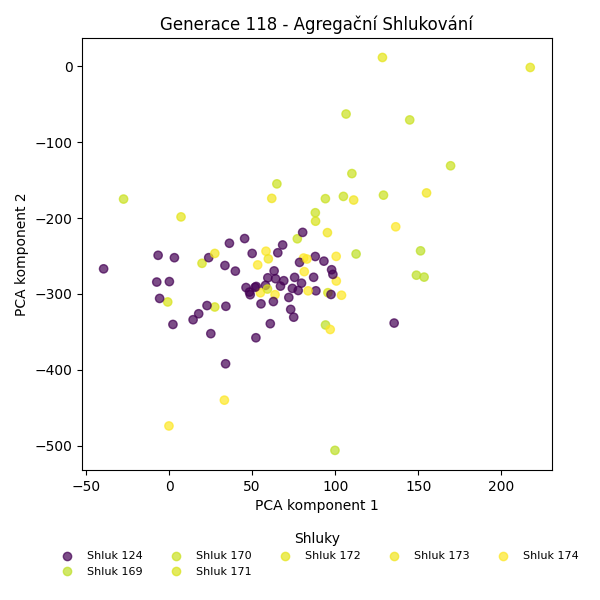 Generace 118 - Agregační Shlukování
PCA komponent 2
0
−100
−200
−300
−400
−500
−50
0
50
100
150
200
PCA komponent 1
Shluky
Shluk 124
Shluk 170
Shluk 172
Shluk 173
Shluk 174
Shluk 169
Shluk 171